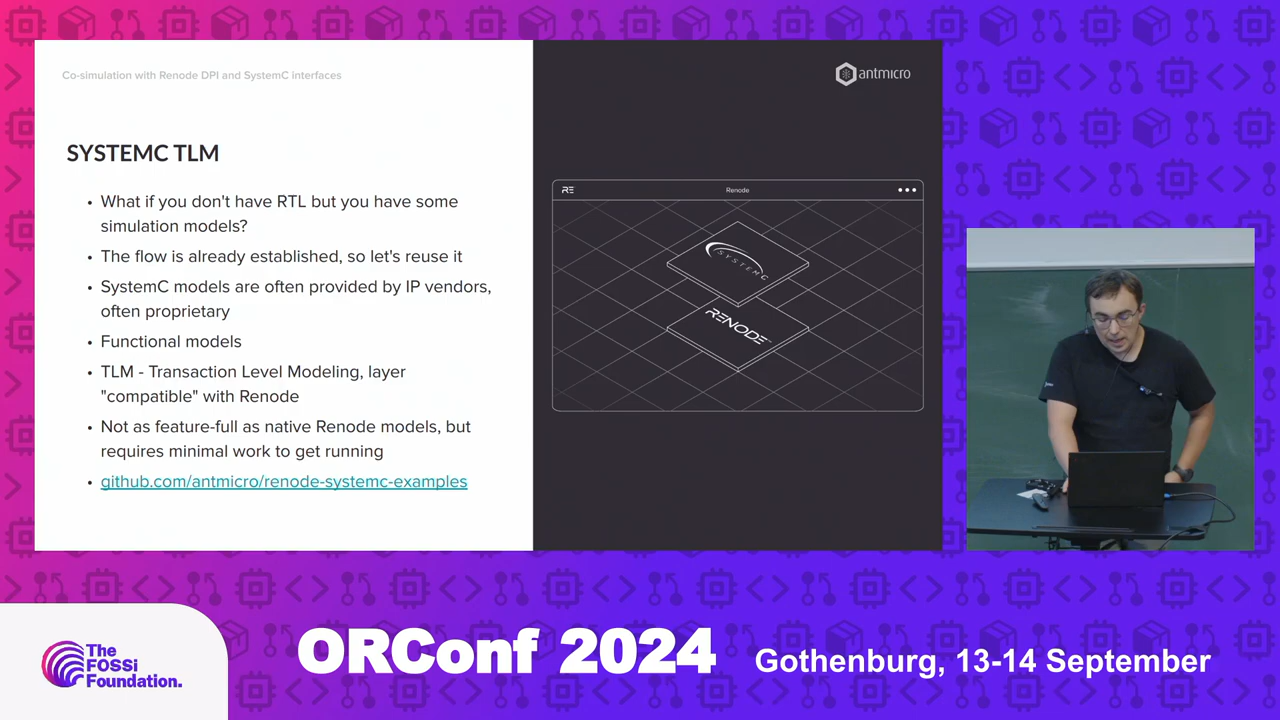 Co-simulation with Renode DPI and SystemC interfaces
antmicro
SYSTEMC TLM
• What if you don't have RTL but you have some
simulation models?
• The flow is already established, so let's reuse it
• SystemC models are often provided by IP vendors,
often proprietary
• Functional models
• TLM - Transaction Level Modeling, layer
"compatible" with Renode
• Not as feature-full as native Renode models, but
requires minimal work to get running
• github.com/antmicro/renode-systemc-examples
RE
Renode
SYSTEMC
RENODE
The
FOSSi
Foundation.
ORConf 2024
Gothenburg, 13-14 September